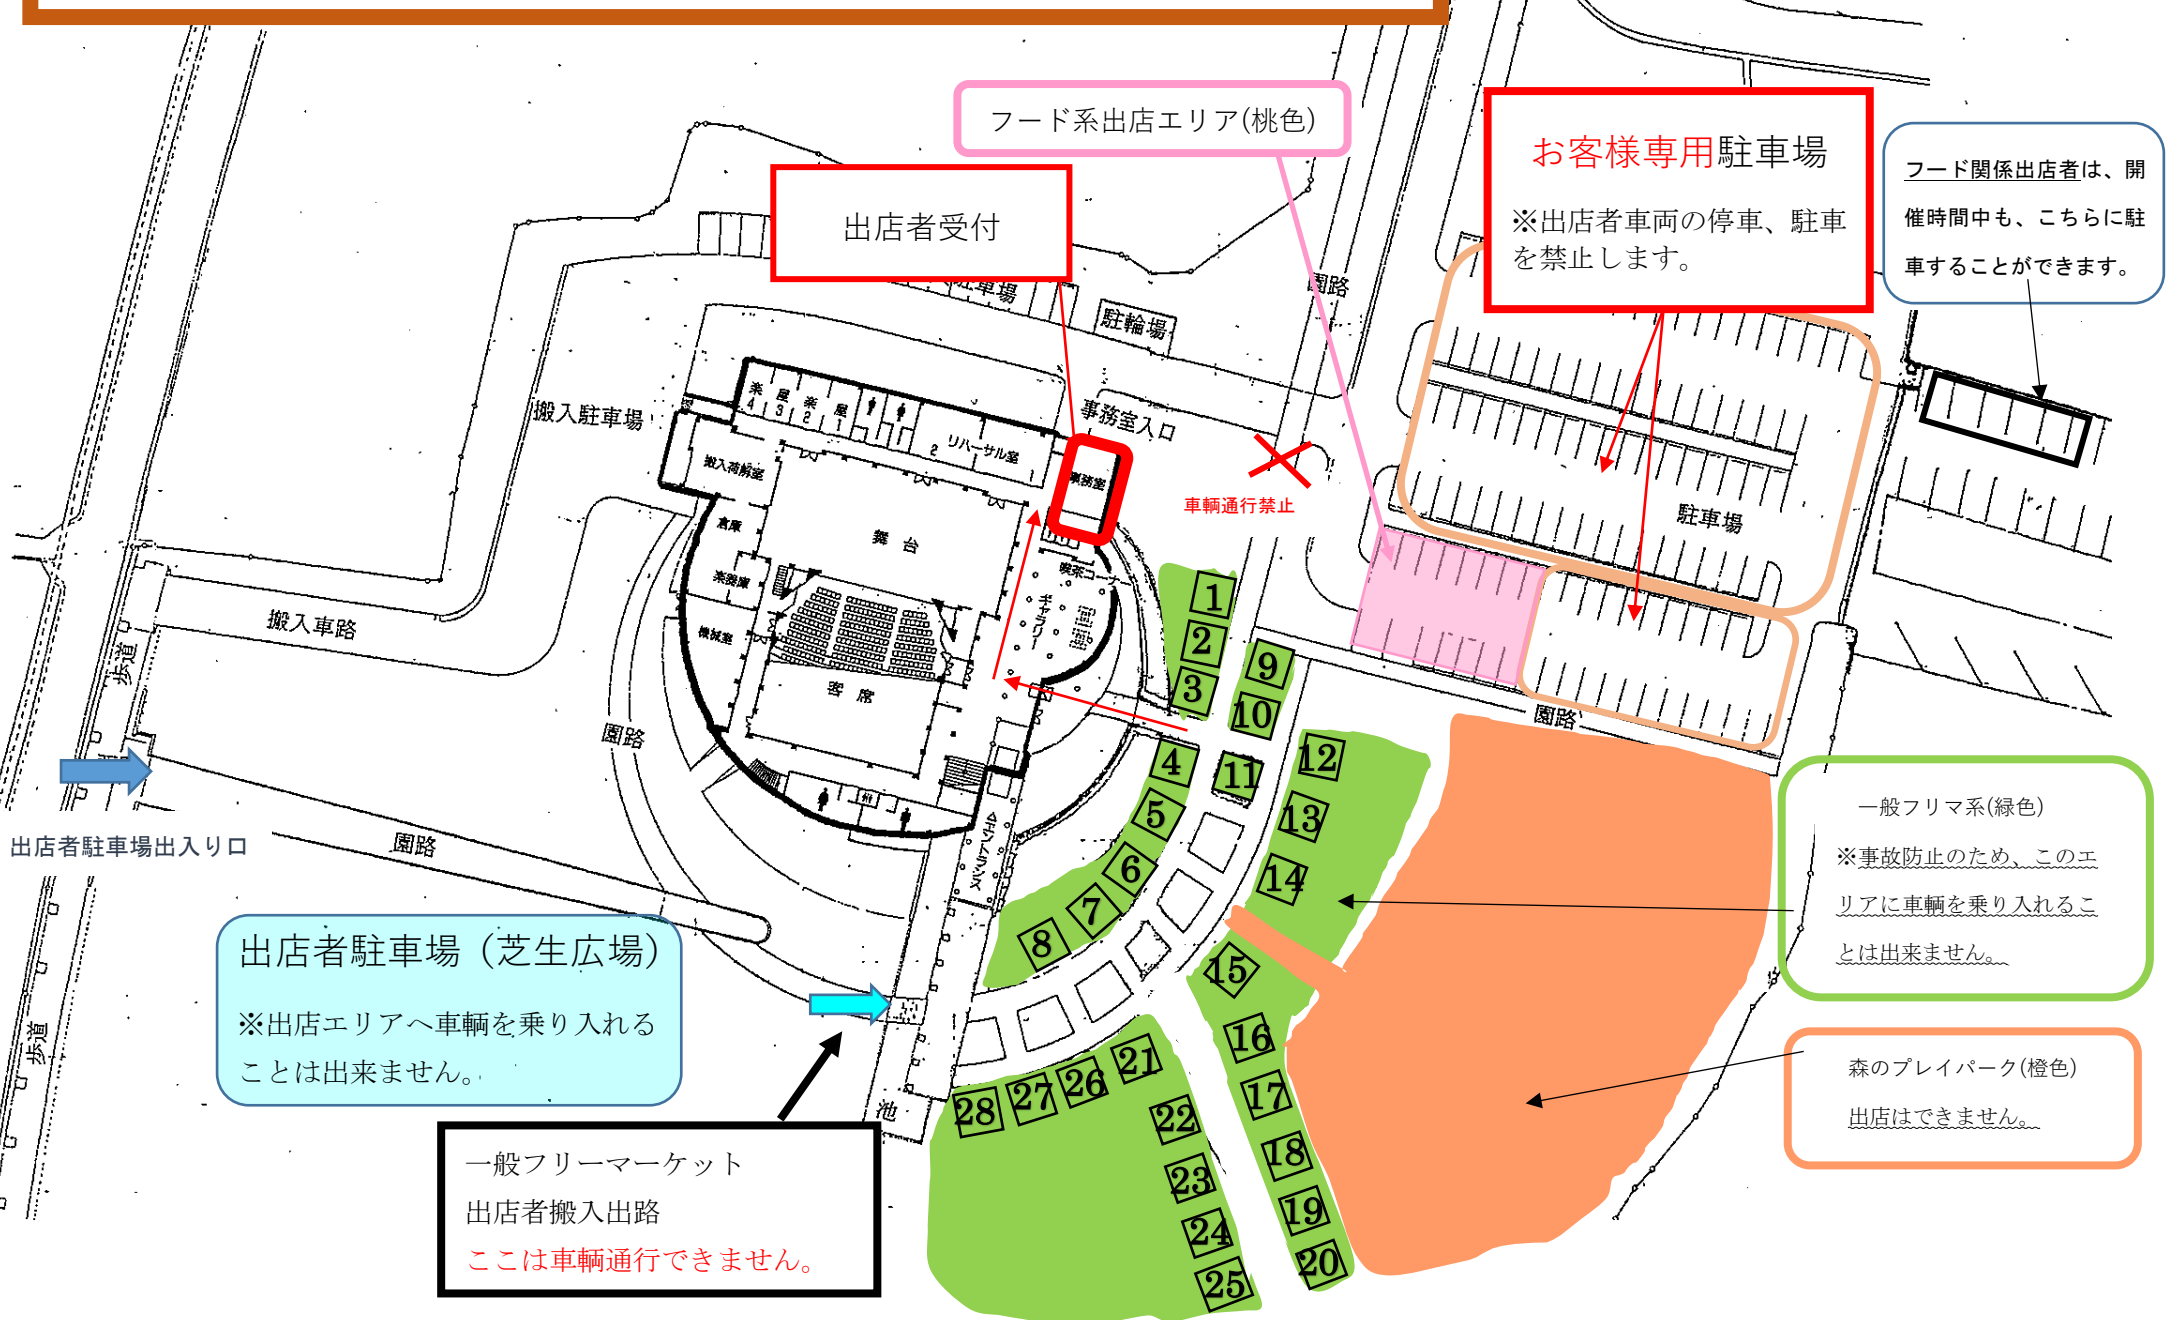 フード系出店エリア(桃色)
お客様専用駐車場
※出店者車両の停車、駐車
を禁止します。
フード関係出店者は、開
催時間中も、こちらに駐
車することができます。
出店者受付
駐車場
駐輪場
園路
搬入駐車場
楽屋4
楽屋3
楽屋2
楽屋1
リハーサル室
2
事務室入口
事務室
車輌通行禁止
駐車場
搬入荷解室
倉庫
舞台
楽器庫
喫茶コーナー
ギャラリー
機械室
客席
搬入車路
歩道
園路
園路
1
2
3
4
5
6
7
8
9
10
11
12
13
14
15
16
17
18
19
20
21
22
23
24
25
26
27
28
出店者駐車場出入り口
園路
エントランス
一般フリマ系(緑色)
※事故防止のため、このエ
リアに車輌を乗り入れるこ
とは出来ません。
出店者駐車場（芝生広場）
※出店エリアへ車輌を乗り入れる
ことは出来ません。
歩道
池
森のプレイパーク(橙色)
出店はできません。
一般フリーマーケット
出店者搬入出路
ここは車輌通行できません。